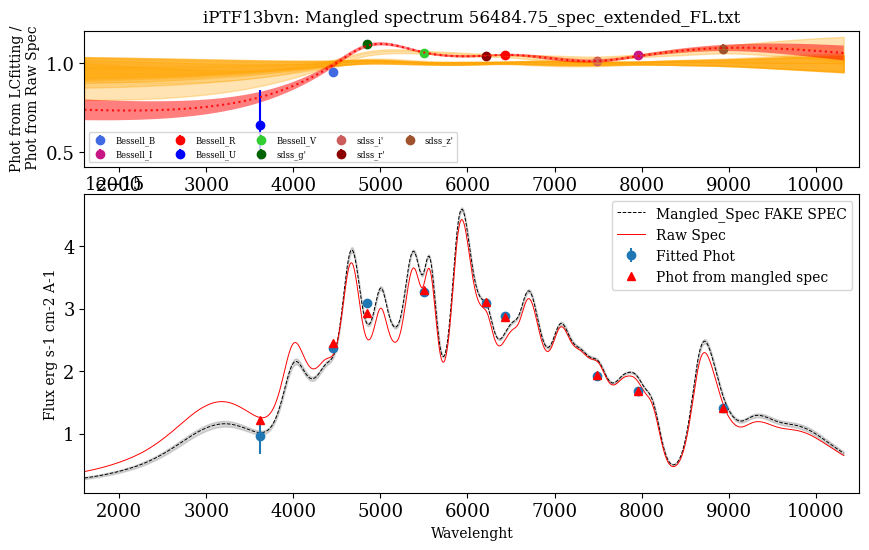 iPTF13bvn: Mangled spectrum 56484.75_spec_extended_FL.txt
Phot from LCfitting /
Phot from Raw Spec
1.0
0.5
Bessell_B Bessell_R Bessell_V sdss_i' sdss_z'
Bessell_I Bessell_U sdss_g' sdss_r'
2000 3000 4000 5000 6000 7000 8000 9000 10000
1e−15
Flux erg s-1 cm-2 A-1
4
3
2
1
Mangled_Spec FAKE SPEC
Raw Spec
Fitted Phot
Phot from mangled spec
2000 3000 4000 5000 6000 7000 8000 9000 10000
Wavelenght